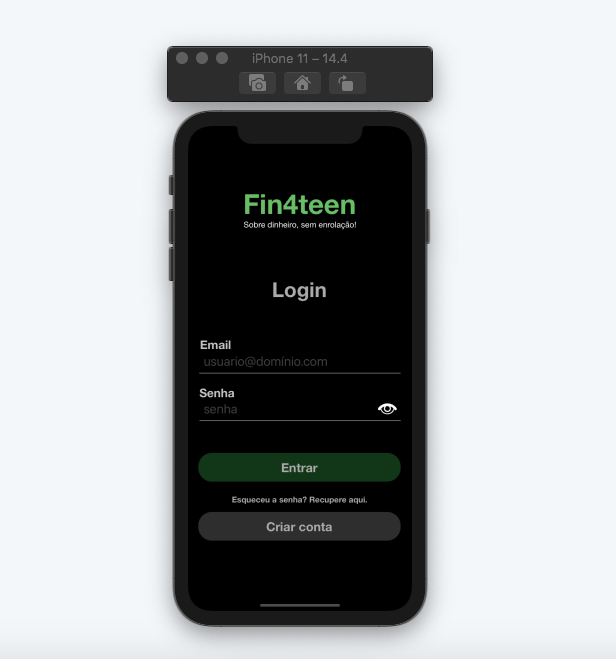 iPhone 11 – 14.4
Fin4teen
Sobre dinheiro, sem enrolação!
Login
Email
usuario@domínio.com
Senha
senha
Entrar
Esqueceu a senha? Recupere aqui.
Criar conta